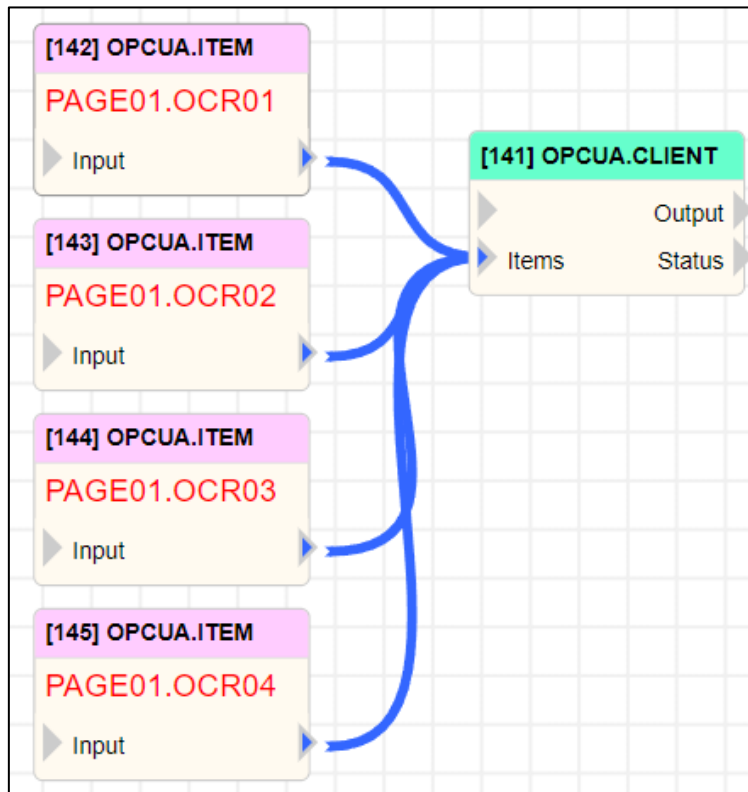 [142] OPCUA.ITEM
PAGE01.OCR01
Input
[143] OPCUA.ITEM
PAGE01.OCR02
Input
[144] OPCUA.ITEM
PAGE01.OCR03
Input
[145] OPCUA.ITEM
PAGE01.OCR04
Input
[141] OPCUA.CLIENT
Output
Items Status